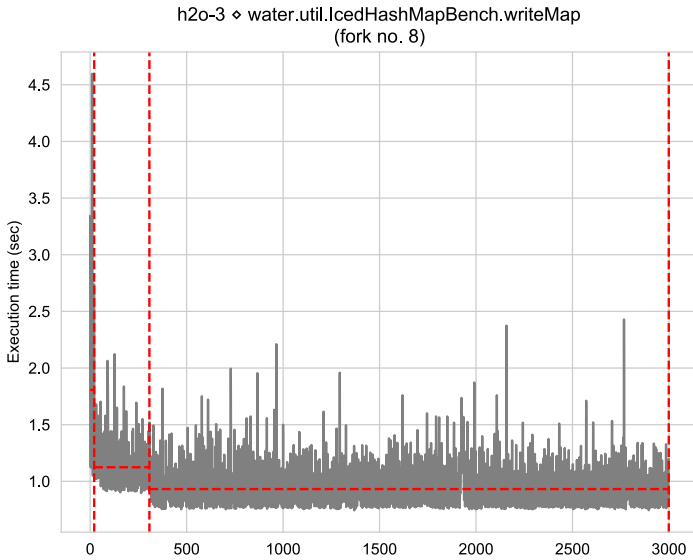 h2o-3 ⋄ water.util.IcedHashMapBench.writeMap
(fork no. 8)
Execution time (sec)
4.5
4.0
3.5
3.0
2.5
2.0
1.5
1.0
0 500 1000 1500 2000 2500 3000